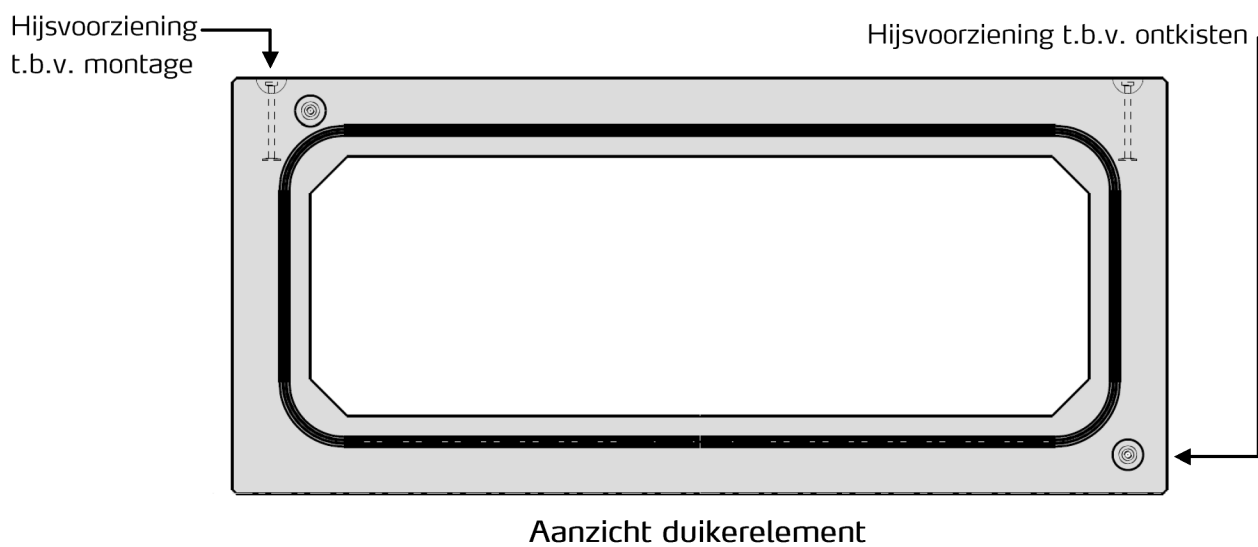 Hijsvoorziening
t.b.v. montage
Hijsvoorziening t.b.v. ontkisten
Aanzicht duikerelement